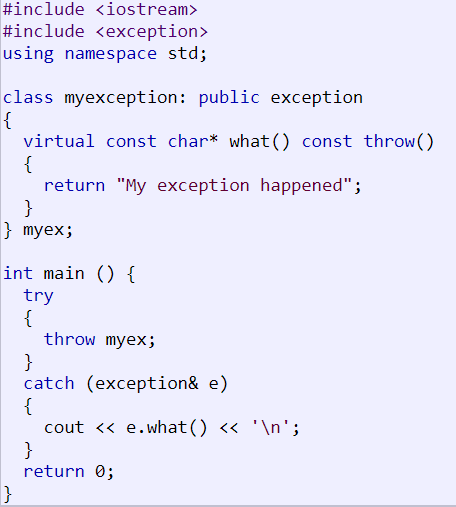 #include <iostream>
#include <exception>
using namespace std;

class myexception: public exception
{
  virtual const char* what() const throw()
  {
    return "My exception happened";
  }
} myex;

int main () {
  try
  {
    throw myex;
  }
  catch (exception& e)
  {
    cout << e.what() << '\n';
  }
  return 0;
}